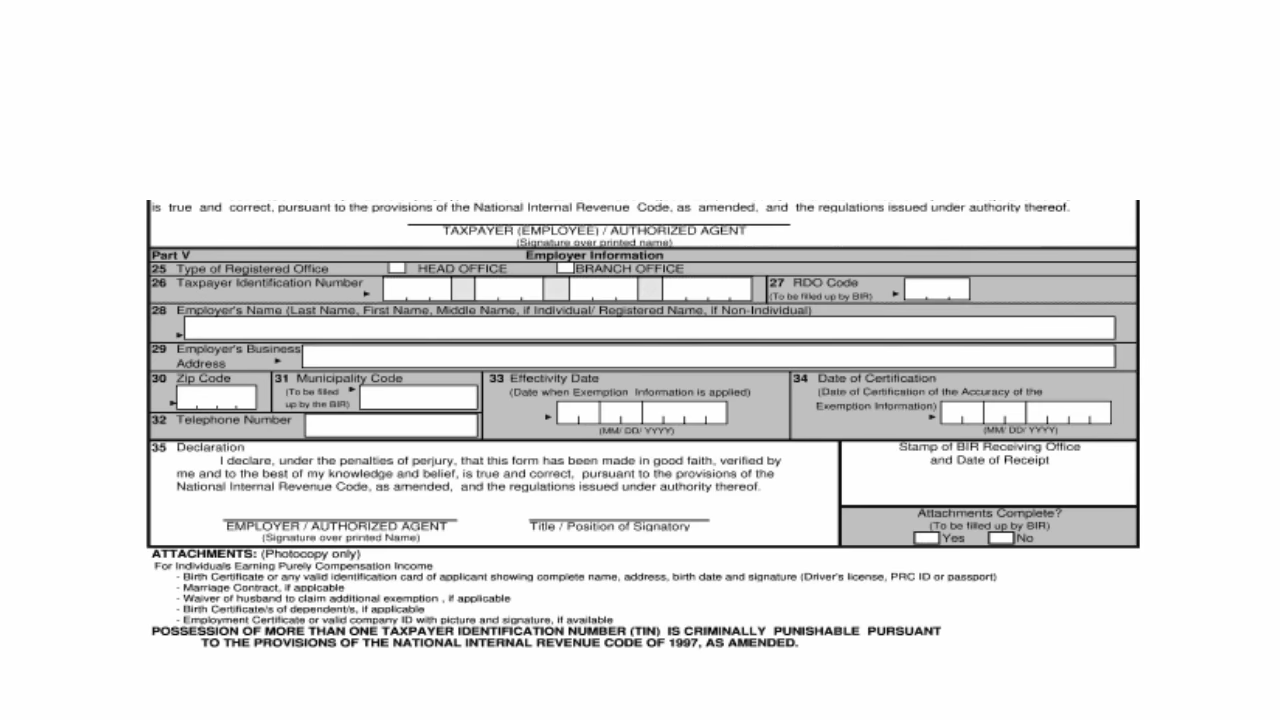 is true and correct, pursuant to the provisions of the National Internal Revenue Code, as amended, and the regulations issued under authority thereof.
TAXPAYER (EMPLOYEE) / AUTHORIZED AGENT
(Signature over printed name)
Part V Employer Information
25 Type of Registered Office HEAD OFFICE BRANCH OFFICE
26 Taxpayer Identification Number 27 RDO Code
(To be filled up by BIR)
28 Employer's Name (Last Name, First Name, Middle Name, if Individual/ Registered Name, if Non-Individual)
29 Employer's Business
Address
30 Zip Code 31 Municipality Code 33 Effectivity Date 34 Date of Certification
(To be filled (Date when Exemption Information is applied) (Date of Certification of the Accuracy of the
up by the BIR) Exemption Information)
32 Telephone Number (MM/ DD/ YYYY) (MM/ DD/ YYYY)
35 Declaration Stamp of BIR Receiving Office
I declare, under the penalties of perjury, that this form has been made in good faith, verified by and Date of Receipt
me and to the best of my knowledge and belief, is true and correct, pursuant to the provisions of the
National Internal Revenue Code, as amended, and the regulations issued under authority thereof.
Attachments Complete?
EMPLOYER / AUTHORIZED AGENT Title / Position of Signatory (To be filled up by BIR)
(Signature over printed Name) Yes No
ATTACHMENTS: (Photocopy only)
For Individuals Earning Purely Compensation Income
- Birth Certificate or any valid identification card of applicant showing complete name, address, birth date and signature (Driver's license, PRC ID or passport)
- Marriage Contract, if applicable
- Waiver of husband to claim additional exemption , if applicable
- Birth Certificate/s of dependent/s, if applicable
- Employment Certificate or valid company ID with picture and signature, if available
POSSESSION OF MORE THAN ONE TAXPAYER IDENTIFICATION NUMBER (TIN) IS CRIMINALLY PUNISHABLE PURSUANT
TO THE PROVISIONS OF THE NATIONAL INTERNAL REVENUE CODE OF 1997, AS AMENDED.